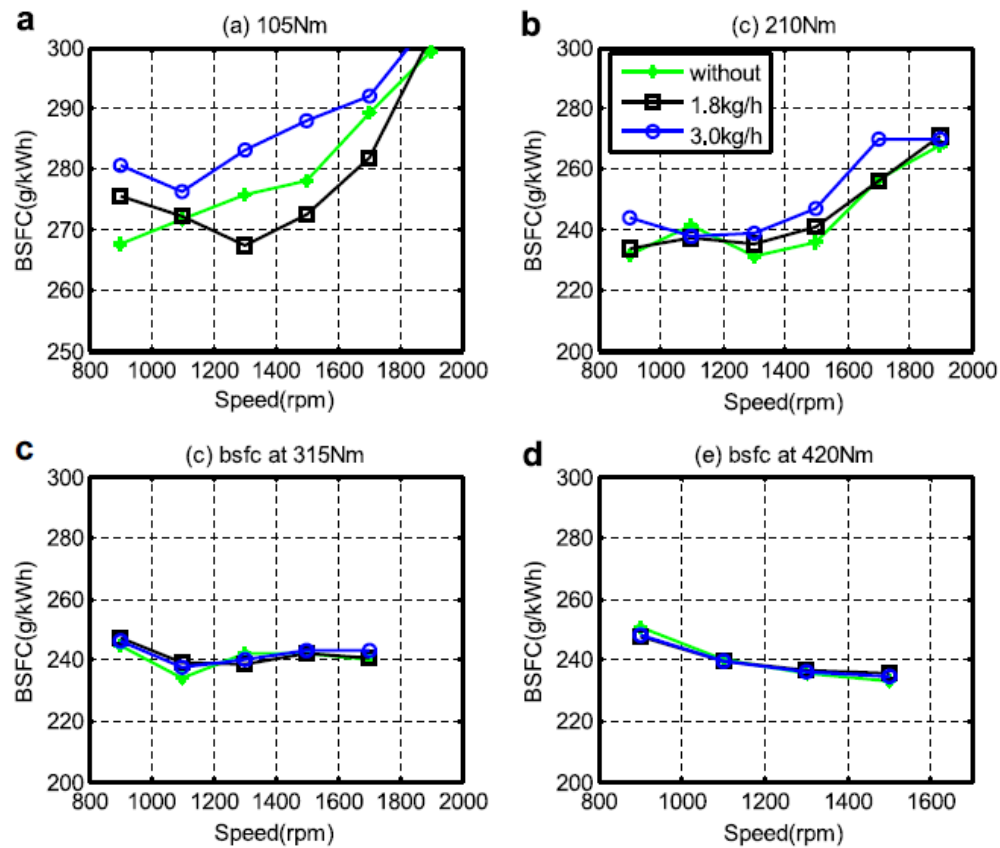 a
(a) 105Nm
300
290
280
270
260
250
BSFC(g/kWh)
800 1000 1200 1400 1600 1800 2000
Speed(rpm)
b
(c) 210Nm
300
280
260
240
220
200
BSFC(g/kWh)
without
1.8kg/h
3.0kg/h
800 1000 1200 1400 1600 1800 2000
Speed(rpm)
c
(c) bsfc at 315Nm
300
280
260
240
220
200
BSFC(g/kWh)
800 1000 1200 1400 1600 1800 2000
Speed(rpm)
d
(e) bsfc at 420Nm
300
280
260
240
220
200
BSFC(g/kWh)
800 1000 1200 1400 1600
Speed(rpm)